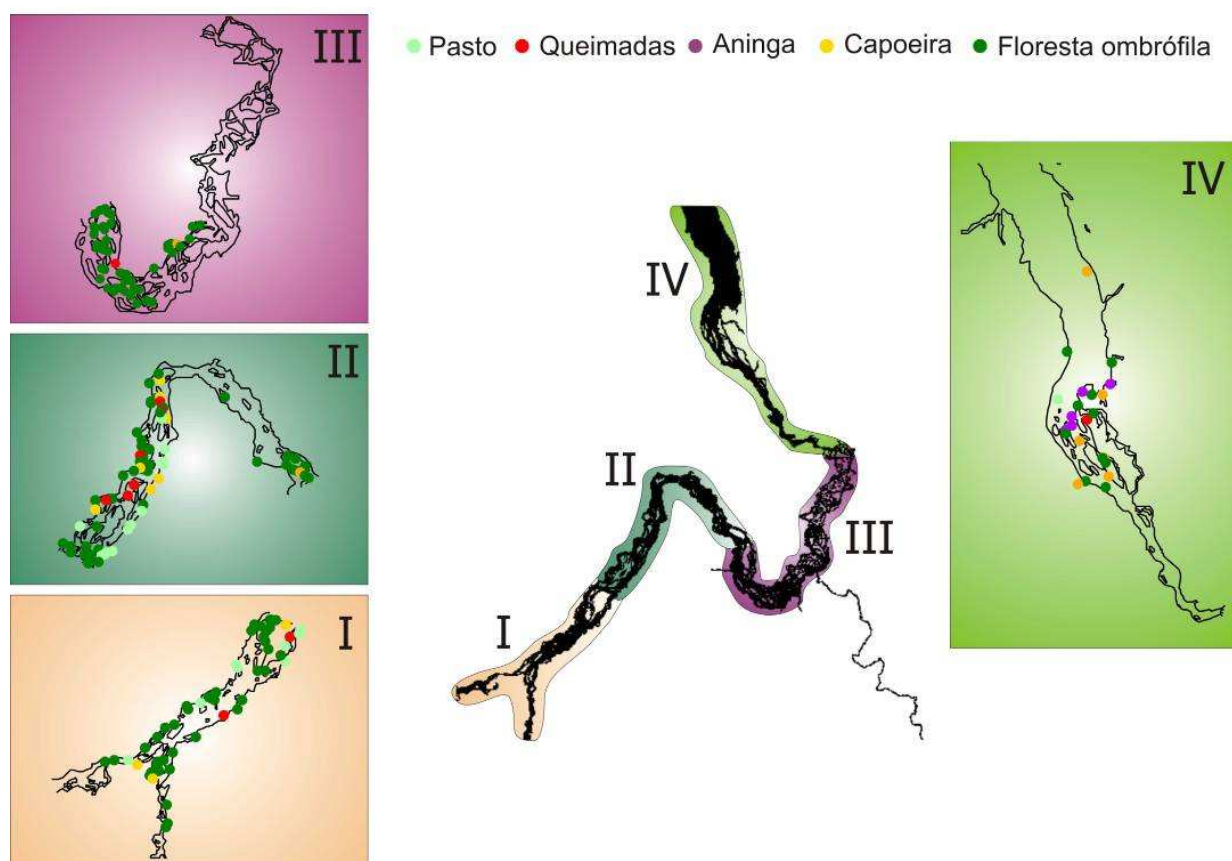 III
Pasto Queimadas Aninga Capoeira Floresta ombrófila
IV
IV
II
II
III
I
I